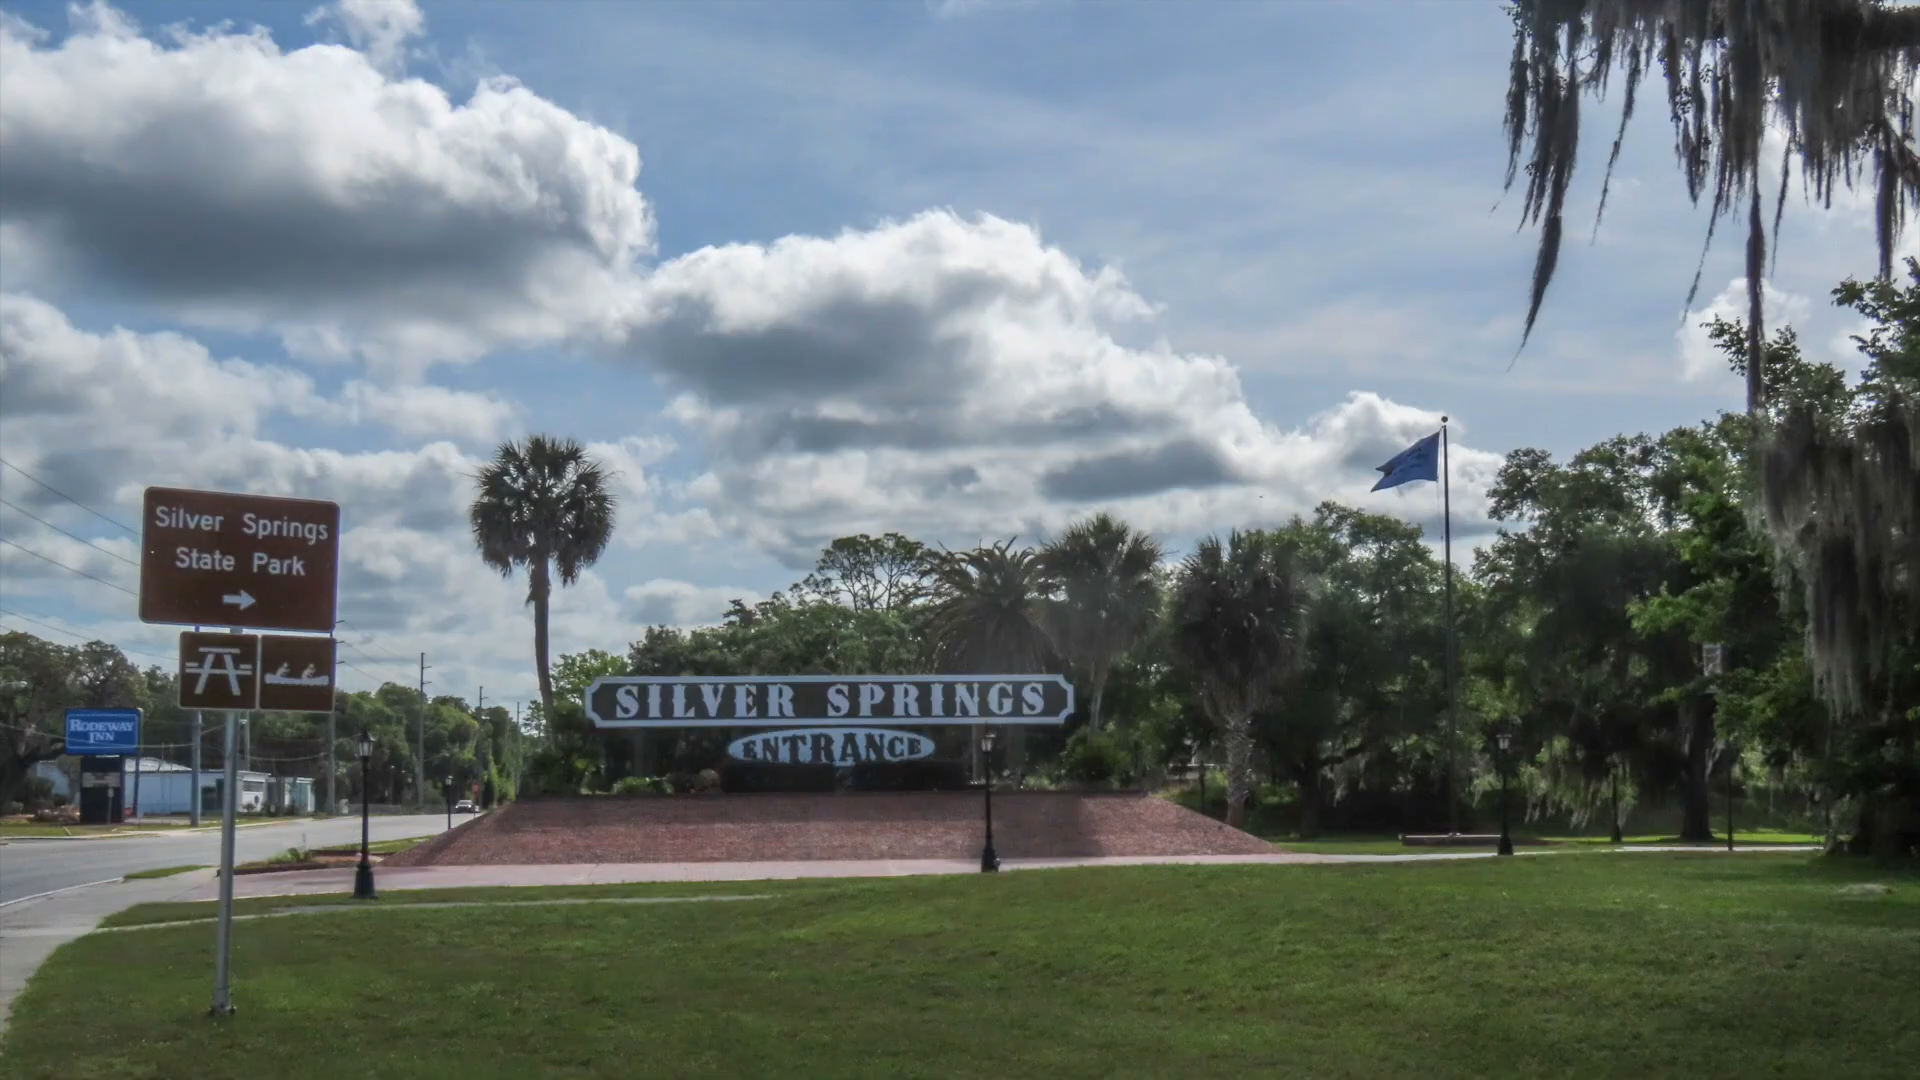 Silver Springs
State Park
RODEWAY
INN
SILVER SPRINGS
ENTRANCE